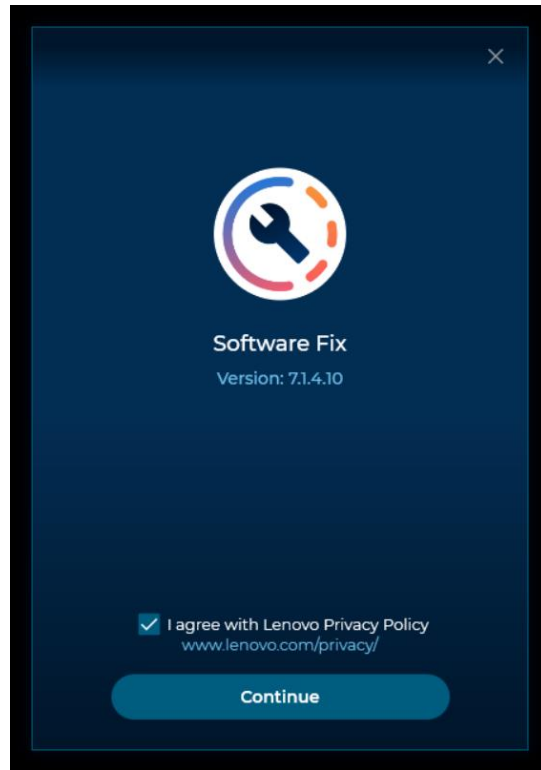 Software Fix
Version: 7.1.4.10
I agree with Lenovo Privacy Policy
www.lenovo.com/privacy/
Continue